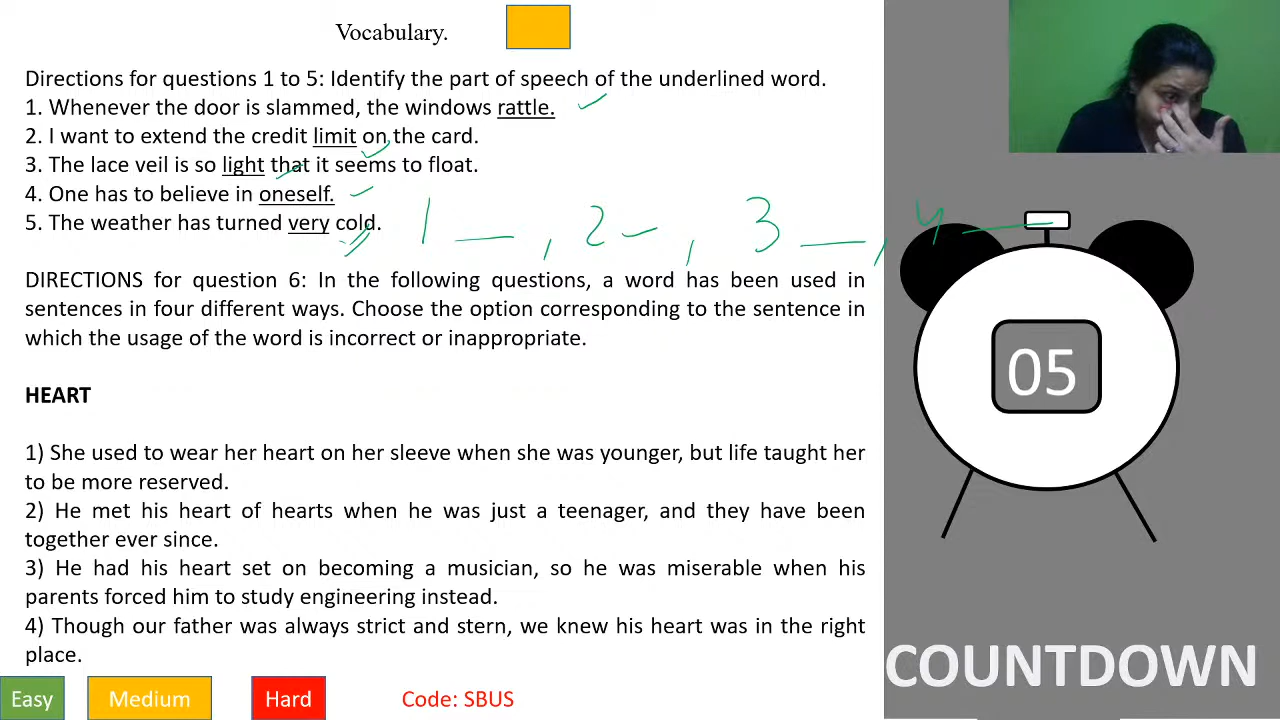 Vocabulary.
Directions for questions 1 to 5: Identify the part of speech of the underlined word.
1. Whenever the door is slammed, the windows rattle.
2. I want to extend the credit limit on the card.
3. The lace veil is so light that it seems to float.
4. One has to believe in oneself.
5. The weather has turned very cold.
1 __ , 2 - , 3 __ , 4 __
DIRECTIONS for question 6: In the following questions, a word has been used in
sentences in four different ways. Choose the option corresponding to the sentence in
which the usage of the word is incorrect or inappropriate.
HEART
1) She used to wear her heart on her sleeve when she was younger, but life taught her
to be more reserved.
2) He met his heart of hearts when he was just a teenager, and they have been
together ever since.
3) He had his heart set on becoming a musician, so he was miserable when his
parents forced him to study engineering instead.
4) Though our father was always strict and stern, we knew his heart was in the right
place.
Easy Medium Hard Code: SBUS
05
COUNTDOWN